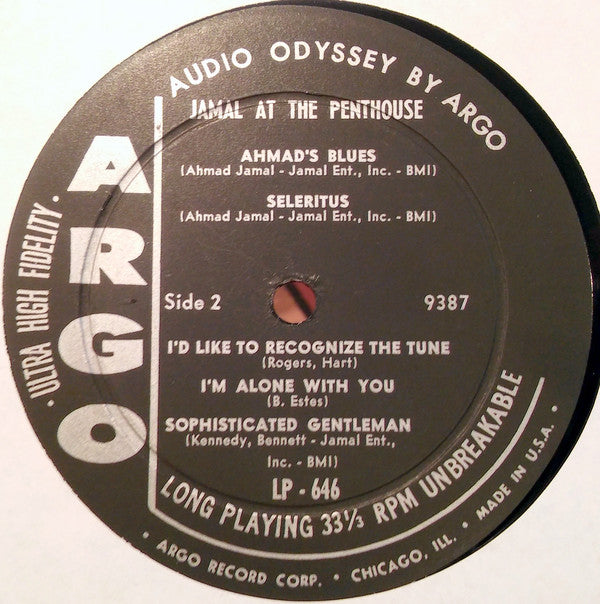 AUDIO ODYSSEY BY ARGO
JAMAL AT THE PENTHOUSE
AHMAD'S BLUES
(Ahmad Jamal - Jamal Ent., Inc. - BMI)
SELERITUS
(Ahmad Jamal - Jamal Ent., Inc. - BMI)
ARGO
· ULTRA HIGH FIDELITY ·
Side 2
9387
I'D LIKE TO RECOGNIZE THE TUNE
(Rogers, Hart)
I'M ALONE WITH YOU
(B. Estes)
SOPHISTICATED GENTLEMAN
(Kennedy, Bennett - Jamal Ent.,
Inc. - BMI)
LP - 646
LONG PLAYING 33⅓ RPM UNBREAKABLE
· ARGO RECORD CORP. · CHICAGO, ILL. · MADE IN U.S.A. ·